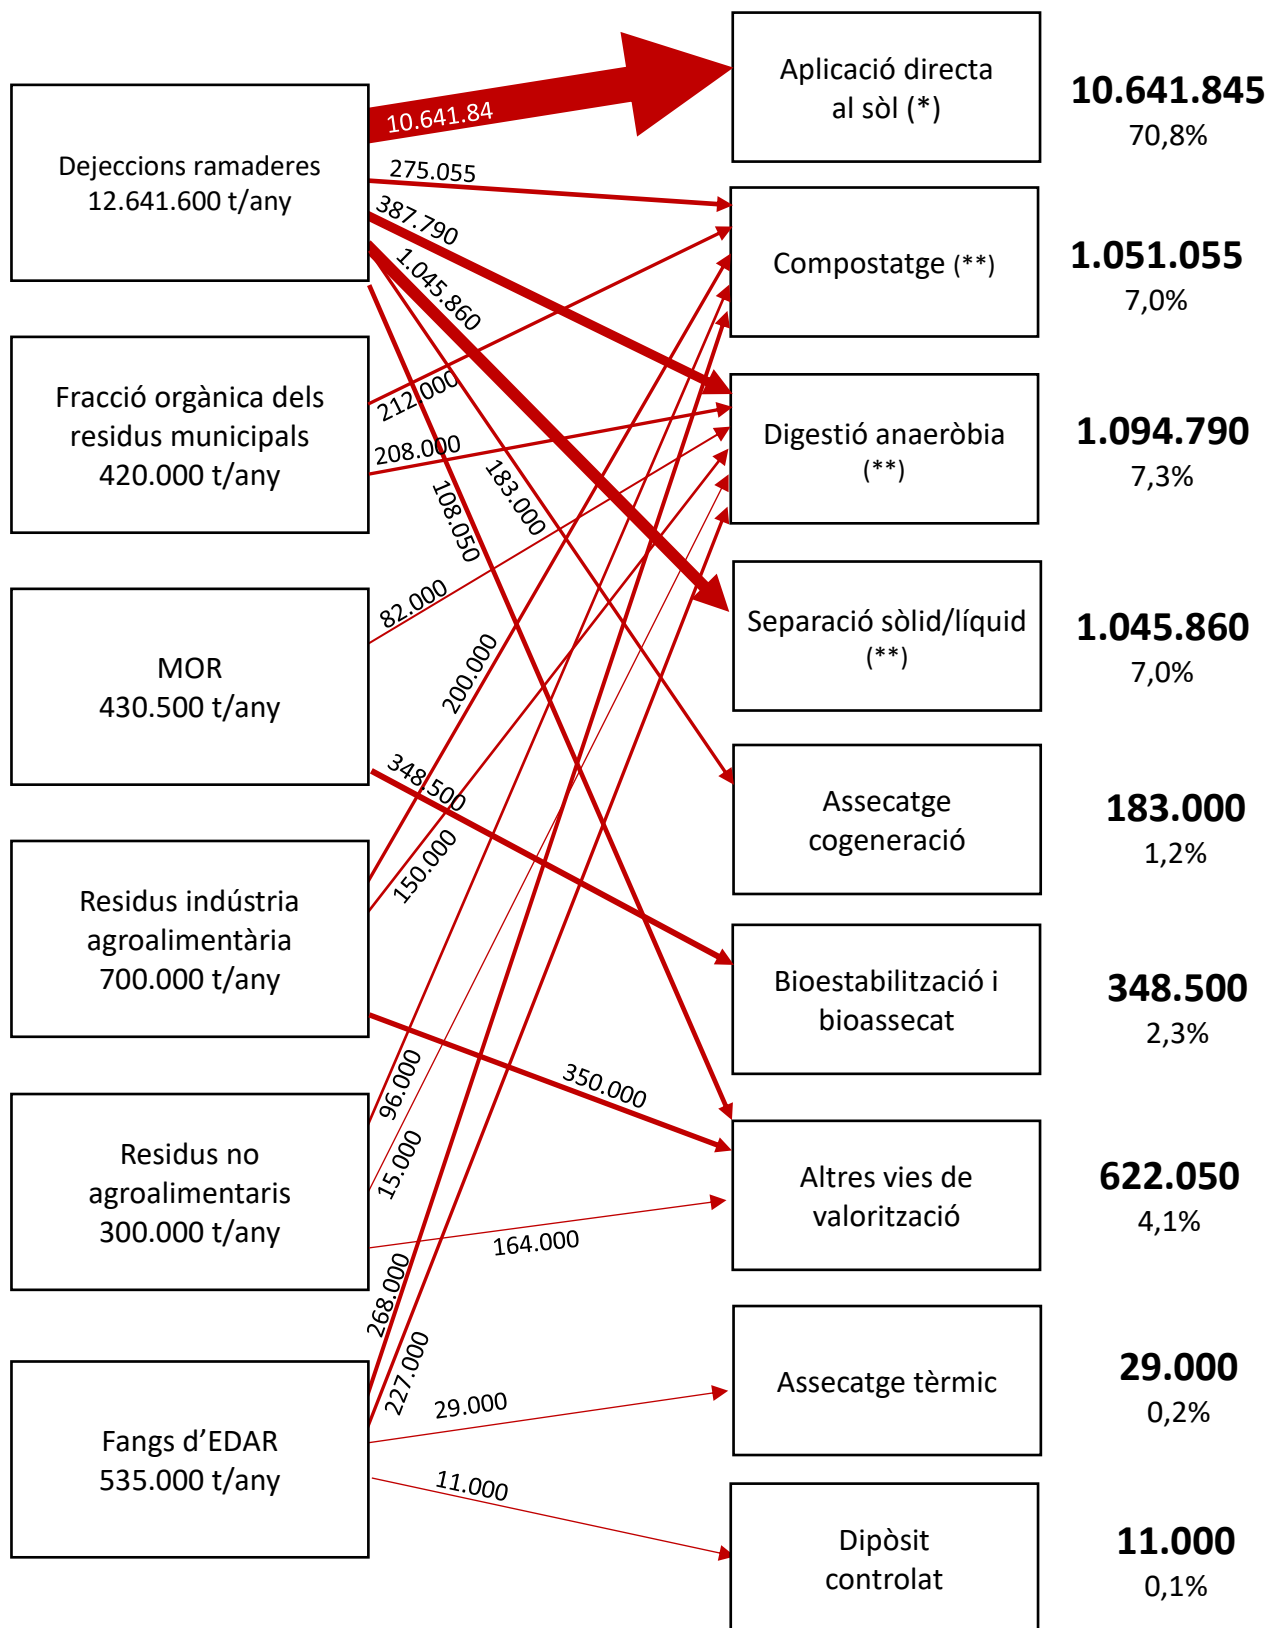 Dejeccions ramaderes
12.641.600 t/any
Fracció orgànica dels
residus municipals
420.000 t/any
MOR
430.500 t/any
Residus indústria
agroalimentària
700.000 t/any
Residus no
agroalimentaris
300.000 t/any
Fangs d’EDAR
535.000 t/any
10.641.84
275.055
387.790
1.045.860
183.000
108.050
212.000
208.000
82.000
348.500
200.000
150.000
350.000
96.000
15.000
164.000
268.000
227.000
29.000
11.000
Aplicació directa
al sòl (*)
10.641.845
70,8%
Compostatge (**)
1.051.055
7,0%
Digestió anaeròbia
(**)
1.094.790
7,3%
Separació sòlid/líquid
(**)
1.045.860
7,0%
Assecatge
cogeneració
183.000
1,2%
Bioestabilització i
bioassecat
348.500
2,3%
Altres vies de
valorització
622.050
4,1%
Assecatge tèrmic
29.000
0,2%
Dipòsit
controlat
11.000
0,1%